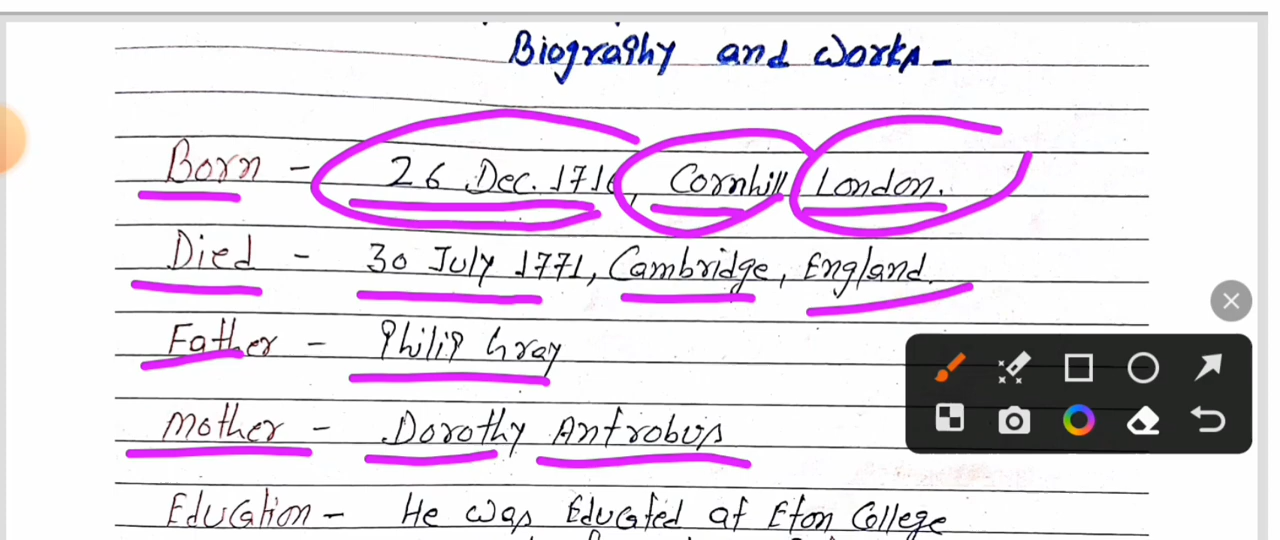 Biography and Works-
Born - 26 Dec. 1716, Cornhill London.
Died - 30 July 1771, Cambridge, England.
Father - Philip Gray
Mother - Dorothy Antrobus
Education - He was Educated at Eton College